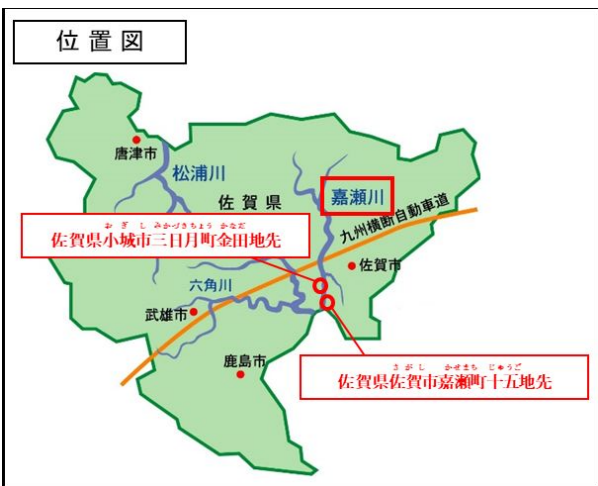 位置図
唐津市
松浦川
佐賀県
嘉瀬川
九州横断自動車道
おぎしみかづきちょうかなだ
佐賀県小城市三日月町金田地先
佐賀市
六角川
武雄市
鹿島市
さがし かせまち じゅうご
佐賀県佐賀市嘉瀬町十五地先